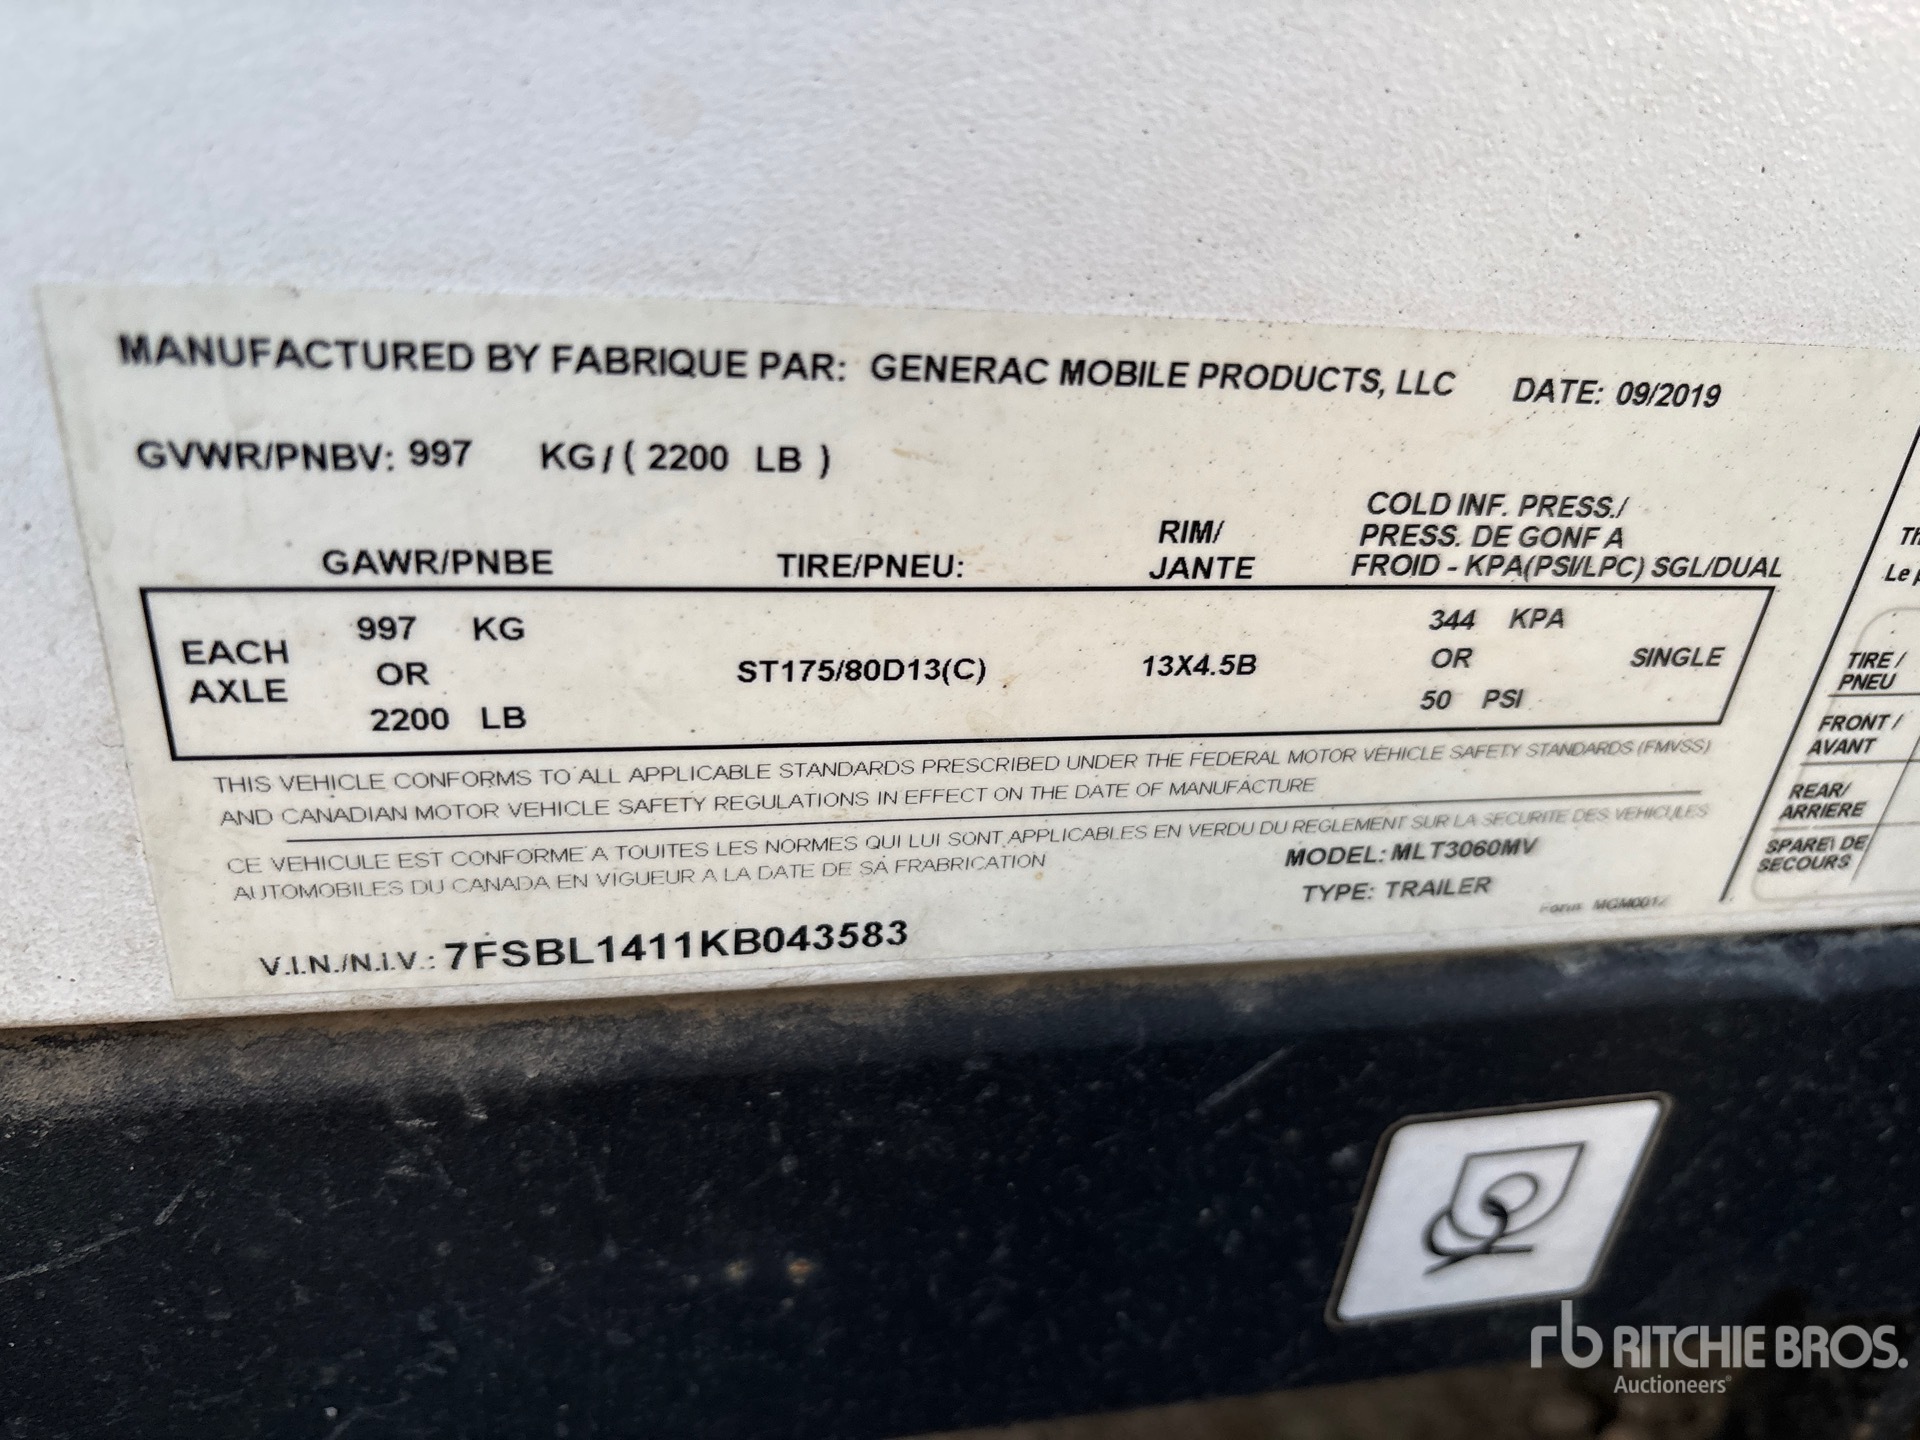 MANUFACTURED BY FABRIQUE PAR: GENERAC MOBILE PRODUCTS, LLC DATE: 09/2019
GVWR/PNBV: 997 KG / ( 2200 LB )
GAWR/PNBE TIRE/PNEU: RIM/ JANTE COLD INF. PRESS./ PRESS. DE GONF A FROID - KPA(PSI/LPC) SGL/DUAL
EACH AXLE 997 KG OR 2200 LB ST175/80D13(C) 13X4.5B 344 KPA OR 50 PSI SINGLE
THIS VEHICLE CONFORMS TO ALL APPLICABLE STANDARDS PRESCRIBED UNDER THE FEDERAL MOTOR VEHICLE SAFETY STANDARDS (FMVSS)
AND CANADIAN MOTOR VEHICLE SAFETY REGULATIONS IN EFFECT ON THE DATE OF MANUFACTURE
CE VEHICULE EST CONFORME A TOUITES LES NORMES QUI LUI SONT APPLICABLES EN VERDU DU REGLEMENT SUR LA SECURITE DES VEHICULES
AUTOMOBILES DU CANADA EN VIGUEUR A LA DATE DE SA FRABRICATION
MODEL: MLT3060MV
TYPE: TRAILER
V.I.N./N.I.V.: 7FSBL1411KB043583
Le
TIRE / PNEU
FRONT / AVANT
REAR/ ARRIERE
SPARE\ DE SECOURS
rb RITCHIE BROS.
Auctioneers